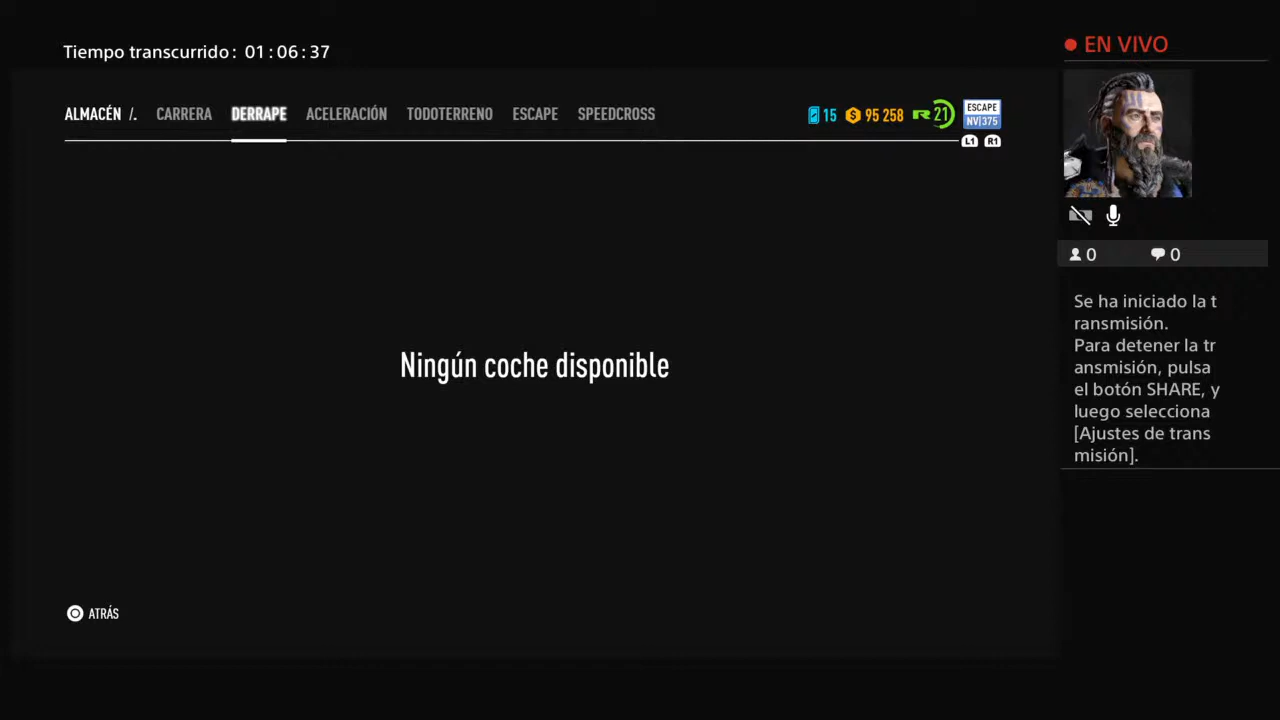 Tiempo transcurrido: 01:06:37
EN VIVO
ALMACÉN /. CARRERA DERRAPE ACELERACIÓN TODOTERRENO ESCAPE SPEEDCROSS
15 95 258 R 21 ESCAPE
NV|375
L1 R1
0 0
Se ha iniciado la t
ransmisión.
Para detener la tr
ansmisión, pulsa
el botón SHARE, y
luego selecciona
[Ajustes de trans
misión].
Ningún coche disponible
ATRÁS